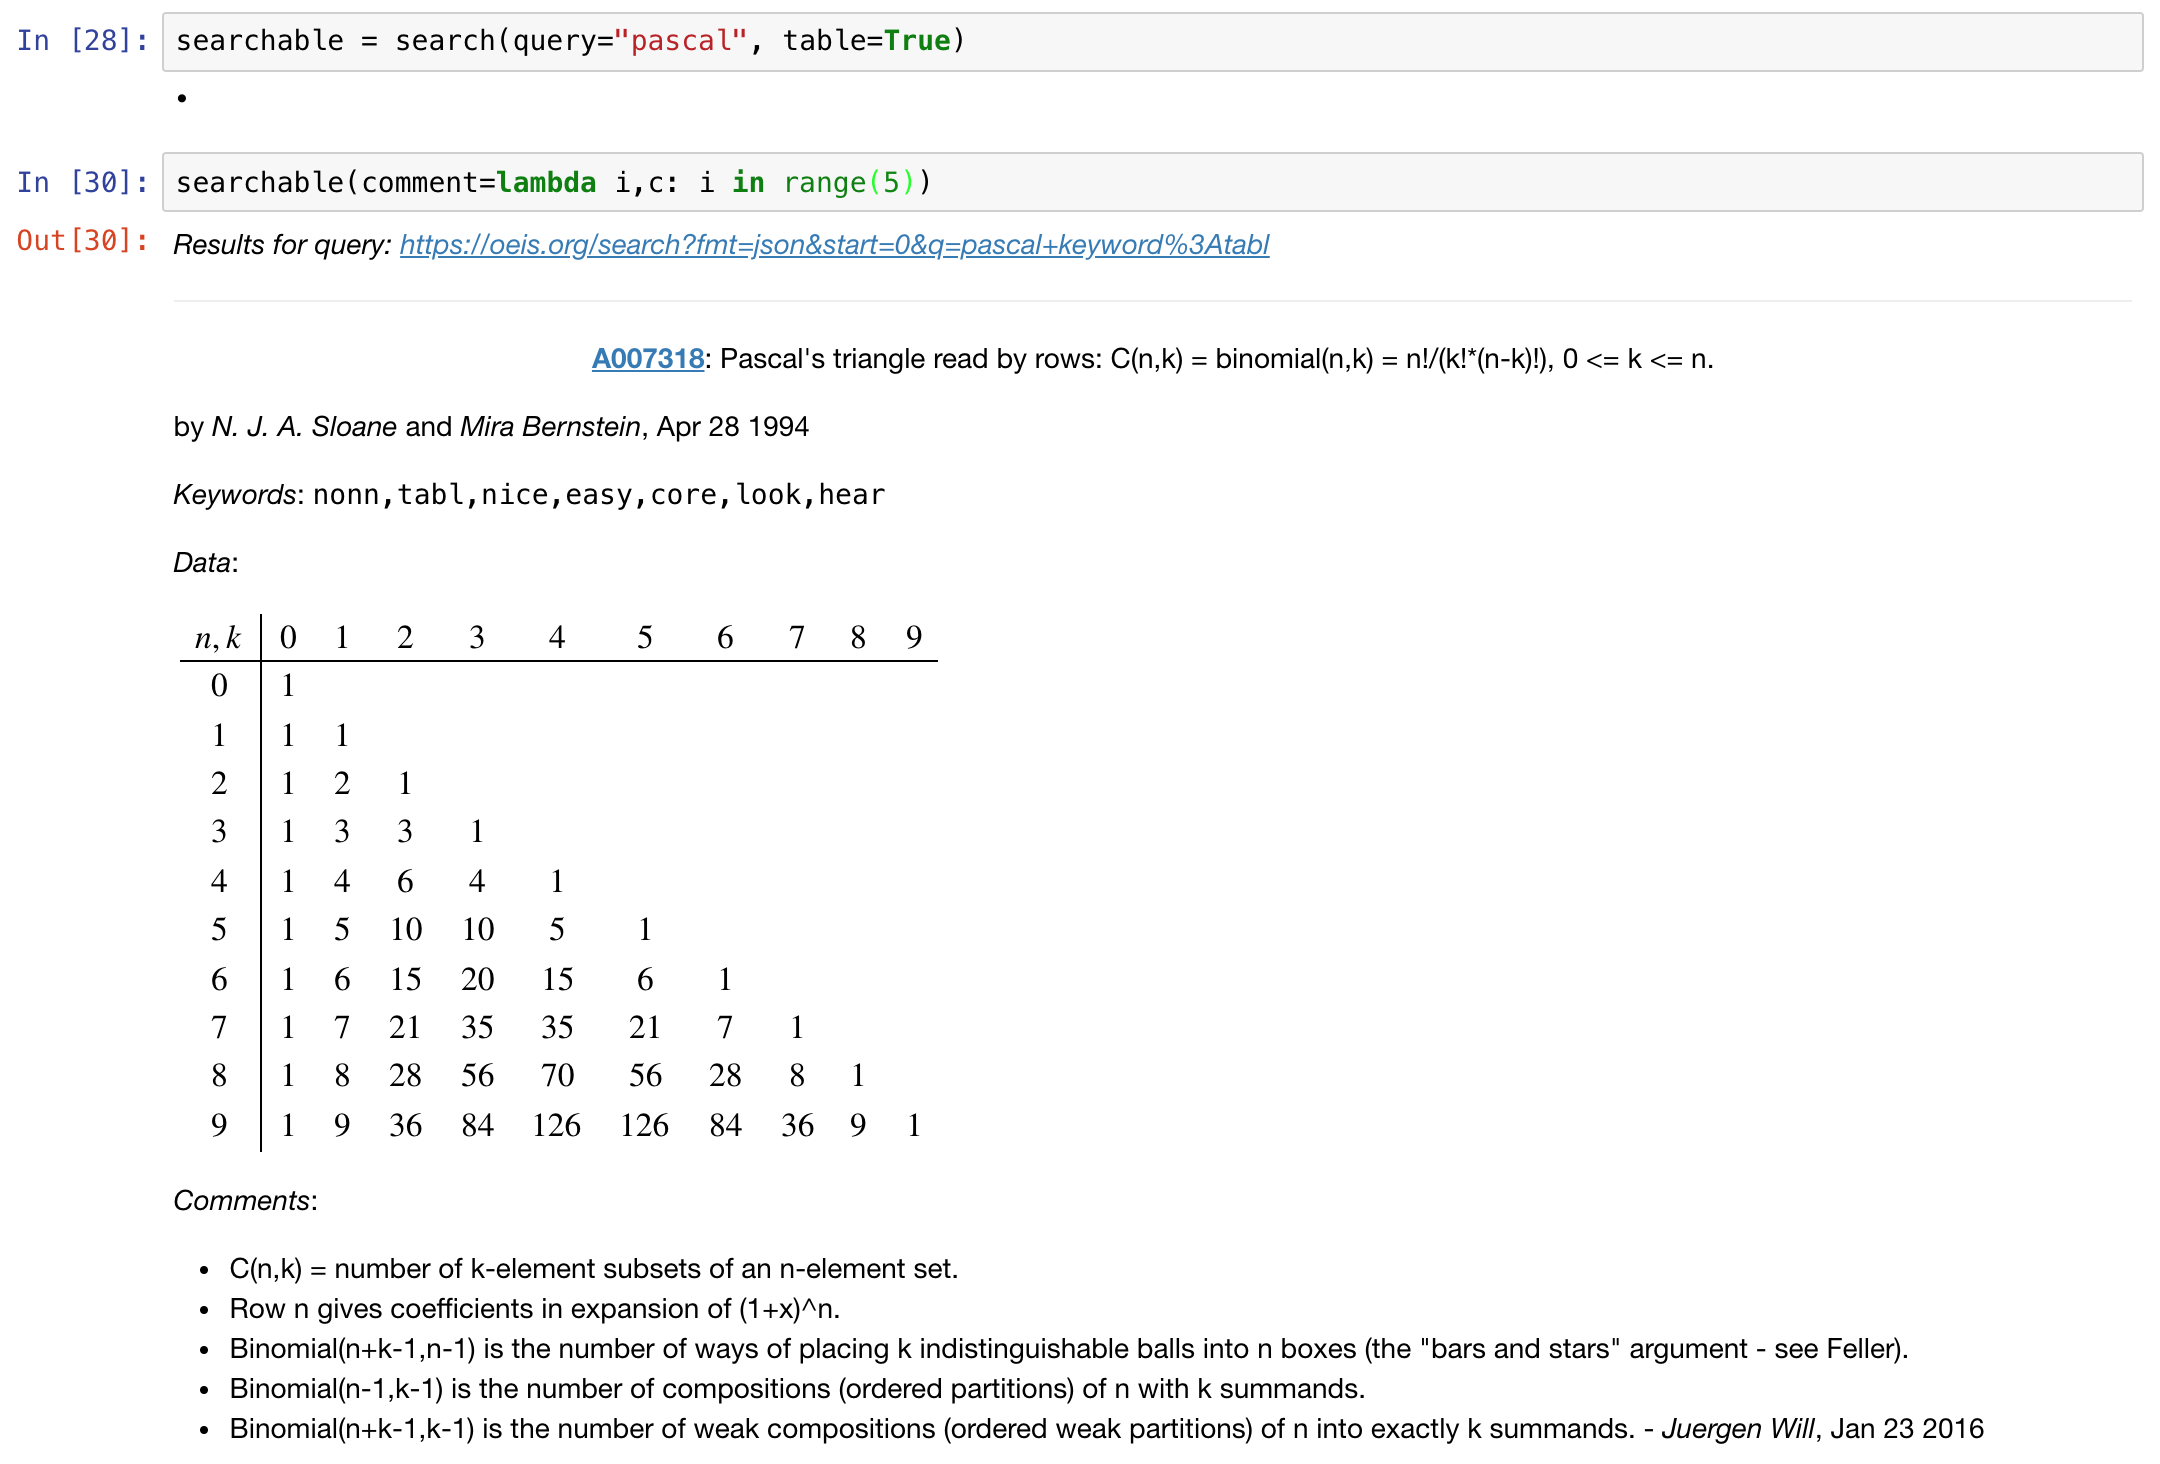 In [28]: searchable = search(query="pascal", table=True)
•
In [30]: searchable(comment=lambda i,c: i in range(5))
Out[30]: Results for query: https://oeis.org/search?fmt=json&start=0&q=pascal+keyword%3Atabl
A007318: Pascal's triangle read by rows: C(n,k) = binomial(n,k) = n!/(k!*(n-k)!), 0 <= k <= n.
by N. J. A. Sloane and Mira Bernstein, Apr 28 1994
Keywords: nonn,tabl,nice,easy,core,look,hear
Data:
n, k 0 1 2 3 4 5 6 7 8 9
0 1
1 1 1
2 1 2 1
3 1 3 3 1
4 1 4 6 4 1
5 1 5 10 10 5 1
6 1 6 15 20 15 6 1
7 1 7 21 35 35 21 7 1
8 1 8 28 56 70 56 28 8 1
9 1 9 36 84 126 126 84 36 9 1
Comments:
• C(n,k) = number of k-element subsets of an n-element set.
• Row n gives coefficients in expansion of (1+x)^n.
• Binomial(n+k-1,n-1) is the number of ways of placing k indistinguishable balls into n boxes (the "bars and stars" argument - see Feller).
• Binomial(n-1,k-1) is the number of compositions (ordered partitions) of n with k summands.
• Binomial(n+k-1,k-1) is the number of weak compositions (ordered weak partitions) of n into exactly k summands. - Juergen Will, Jan 23 2016